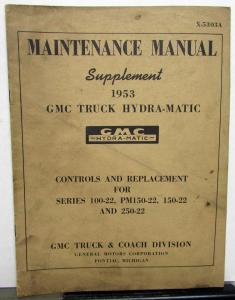 X-5303A
MAINTENANCE MANUAL
Supplement
1953
GMC TRUCK HYDRA-MATIC
GMC
HYDRA-MATIC
CONTROLS AND REPLACEMENT
FOR
SERIES 100-22, PM150-22, 150-22
AND 250-22
GMC TRUCK & COACH DIVISION
GENERAL MOTORS CORPORATION
PONTIAC, MICHIGAN